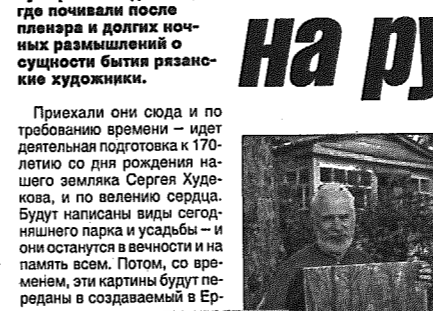 где почивали после
пленэра и долгих ноч-
ных размышлений о
сущности бытия рязанс-
кие художники.
на ру
Приехали они сюда и по
требованию времени – идет
деятельная подготовка к 170-
летию со дня рождения на-
шего земляка Сергея Худе-
кова, и по велению сердца.
Будут написаны виды сегод-
няшнего парка и усадьбы – и
они останутся в вечности и на
память всем. Потом, со вре-
менем, эти картины будут пе-
реданы в создаваемый в Ер-